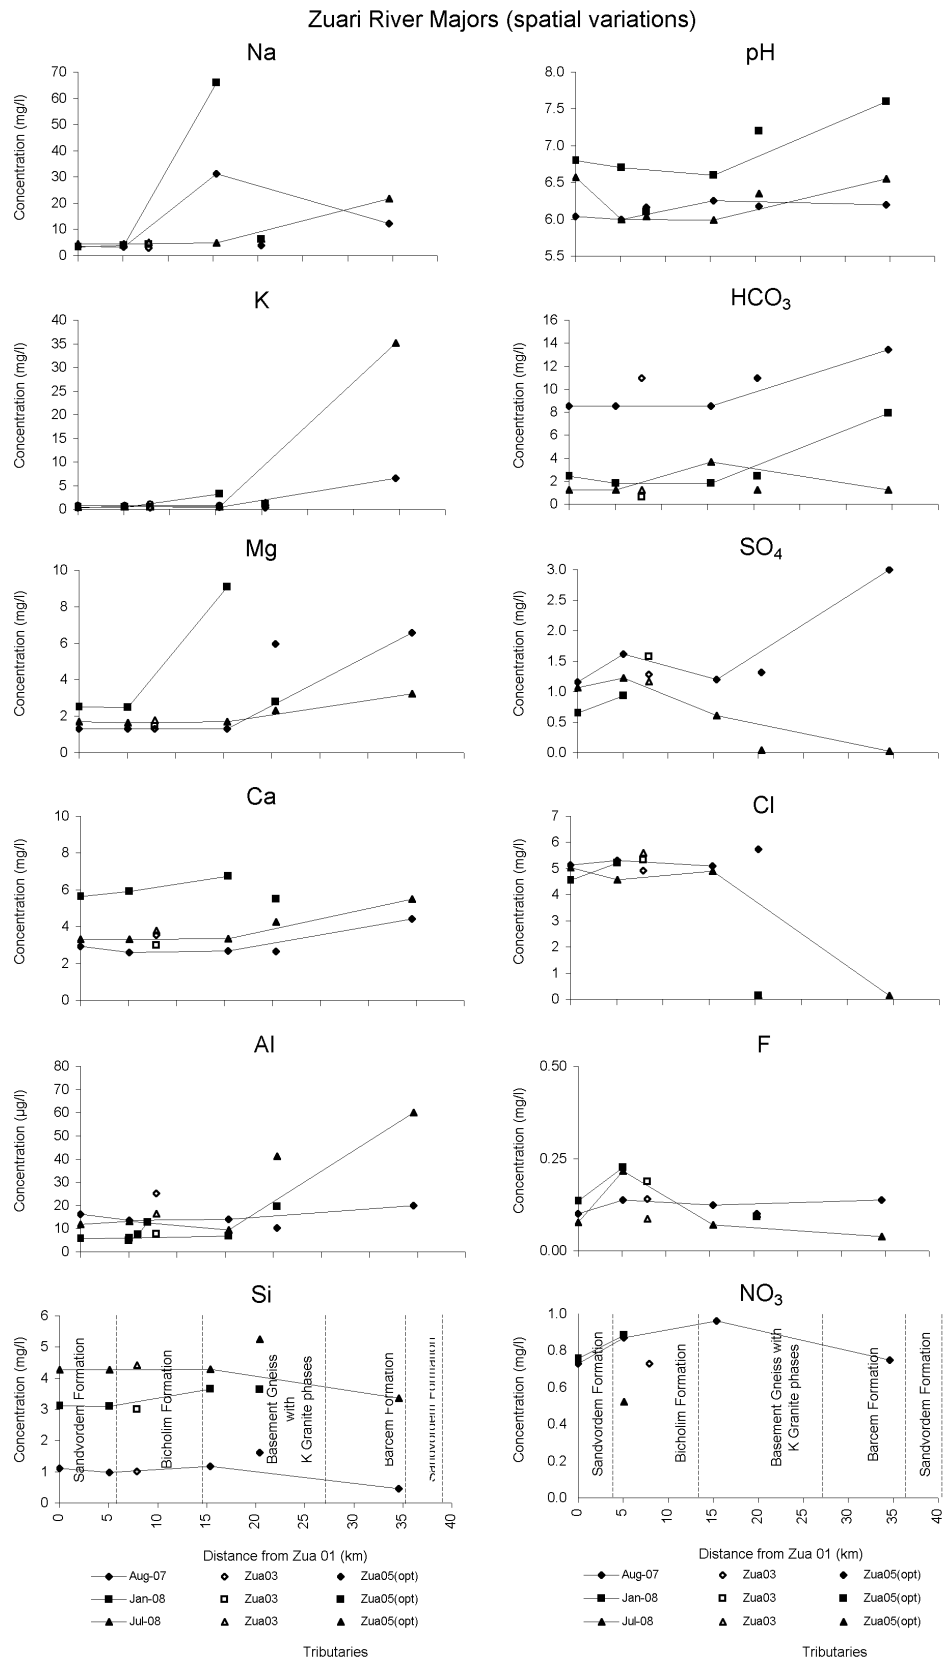 Zuari River Majors (spatial variations)
Na
Concentration (mg/l)
70
60
50
40
30
20
10
0
pH
Concentration (mg/l)
8.0
7.5
7.0
6.5
6.0
5.5
K
Concentration (mg/l)
40
35
30
25
20
15
10
5
0
HCO3
Concentration (mg/l)
16
14
12
10
8
6
4
2
0
Mg
Concentration (mg/l)
10
8
6
4
2
0
SO4
Concentration (mg/l)
3.0
2.5
2.0
1.5
1.0
0.5
0.0
Ca
Concentration (mg/l)
10
8
6
4
2
0
Cl
Concentration (mg/l)
7
6
5
4
3
2
1
0
Al
Concentration (µg/l)
80
70
60
50
40
30
20
10
0
F
Concentration (mg/l)
0.50
0.25
0.00
Si
Concentration (mg/l)
6
5
4
3
2
1
0
Sandvordem Formation
Bicholim Formation
Basement Gneiss
with
K Granite phases
Barcem Formation
Sandvordem Formation
0
5
10
15
20
25
30
35
40
Distance from Zua 01 (km)
NO3
Concentration (mg/l)
1.0
0.8
0.6
0.4
0.2
0.0
Sandvordem Formation
Bicholim Formation
Basement Gneiss with
K Granite phases
Barcem Formation
Sandvordem Formation
0
5
10
15
20
25
30
35
40
Distance from Zua 01 (km)
Aug-07 Zua03 Zua05(opt)
Jan-08 Zua03 Zua05(opt)
Jul-08 Zua03 Zua05(opt)
Tributaries
Aug-07 Zua03 Zua05(opt)
Jan-08 Zua03 Zua05(opt)
Jul-08 Zua03 Zua05(opt)
Tributaries